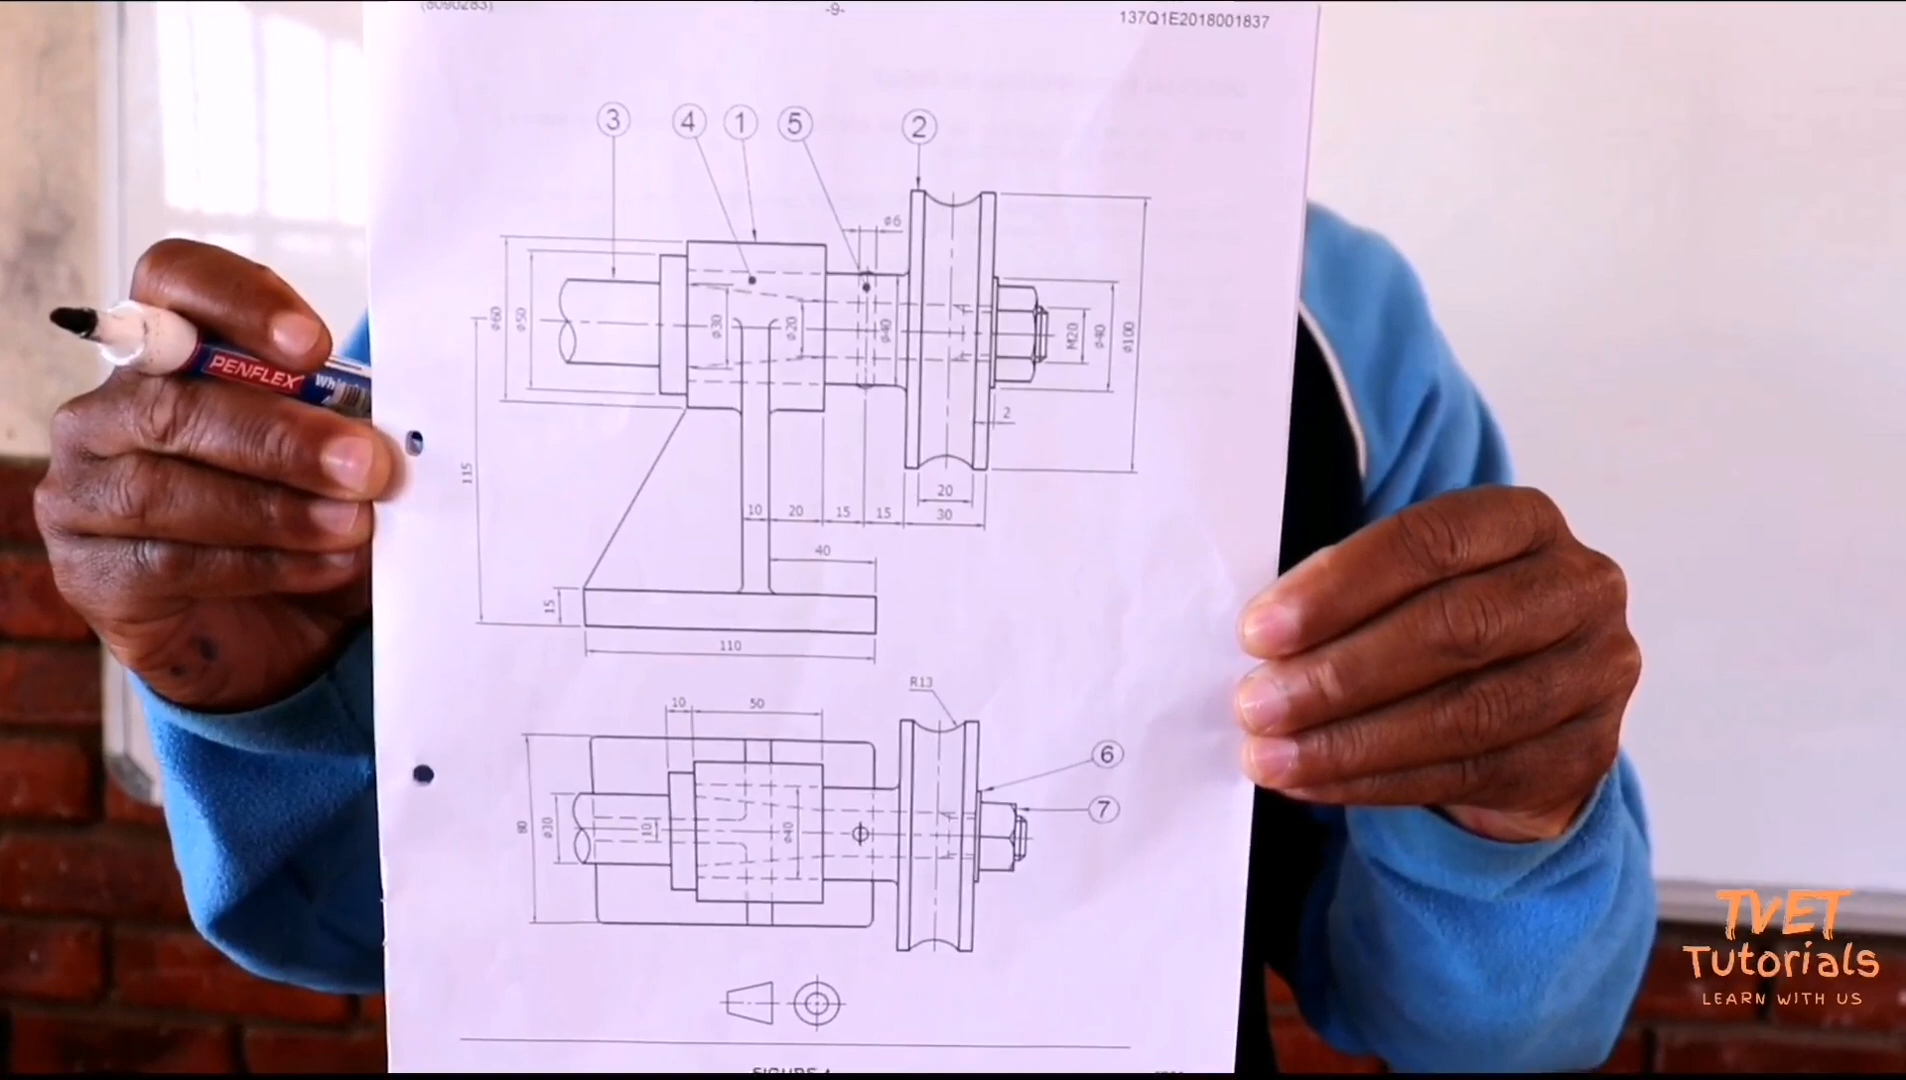 (8090283)
-9-
137Q1E2018001837
3
4
1
5
2
ø6
ø60
ø50
ø30
ø20
ø40
M20
ø40
ø100
2
115
20
10
20
15
15
30
40
15
110
R13
10
50
6
7
80
ø30
10
ø40
PENFLEX
TVET
Tutorials
LEARN WITH US